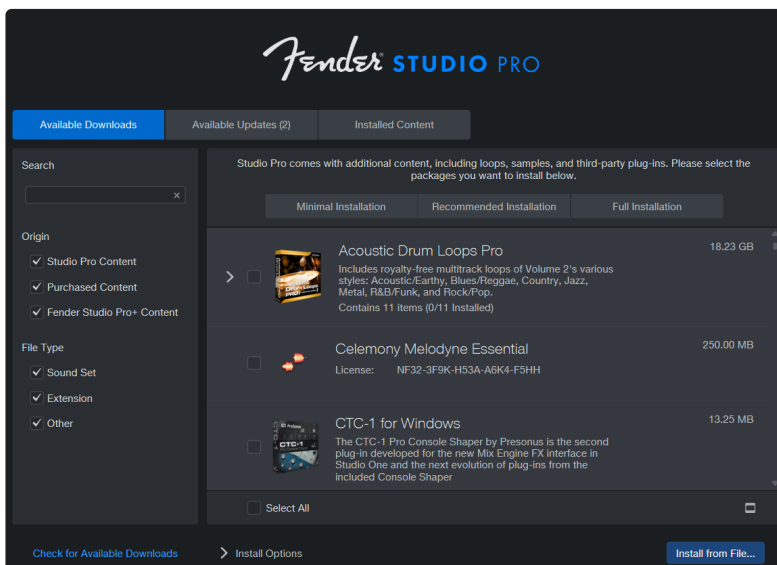 Fender STUDIO PRO
Available Downloads
Available Updates (2)
Installed Content
Search
Origin
Studio Pro Content
Purchased Content
Fender Studio Pro+ Content
File Type
Sound Set
Extension
Other
Studio Pro comes with additional content, including loops, samples, and third-party plug-ins. Please select the
packages you want to install below.
Minimal Installation
Recommended Installation
Full Installation
Acoustic Drum Loops Pro
18.23 GB
Includes royalty-free multitrack loops of Volume 2's various
styles: Acoustic/Earthy, Blues/Reggae, Country, Jazz,
Metal, R&B/Funk, and Rock/Pop.
Contains 11 items (0/11 Installed)
Celemony Melodyne Essential
250.00 MB
License: NF32-3F9K-H53A-A6K4-F5HH
CTC-1 for Windows
13.25 MB
CTC-1
The CTC-1 Pro Console Shaper by Presonus is the second
plug-in developed for the new Mix Engine FX interface in
Studio One and the next evolution of plug-ins from the
included Console Shaper
Select All
Check for Available Downloads
Install Options
Install from File...